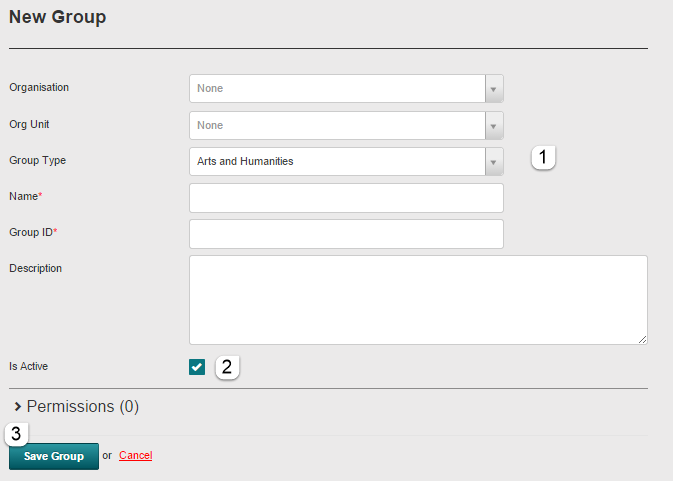 New Group
Organisation None
Org Unit None
Group Type Arts and Humanities 1
Name*
Group ID*
Description
Is Active 2
Permissions (0)
3
Save Group or Cancel